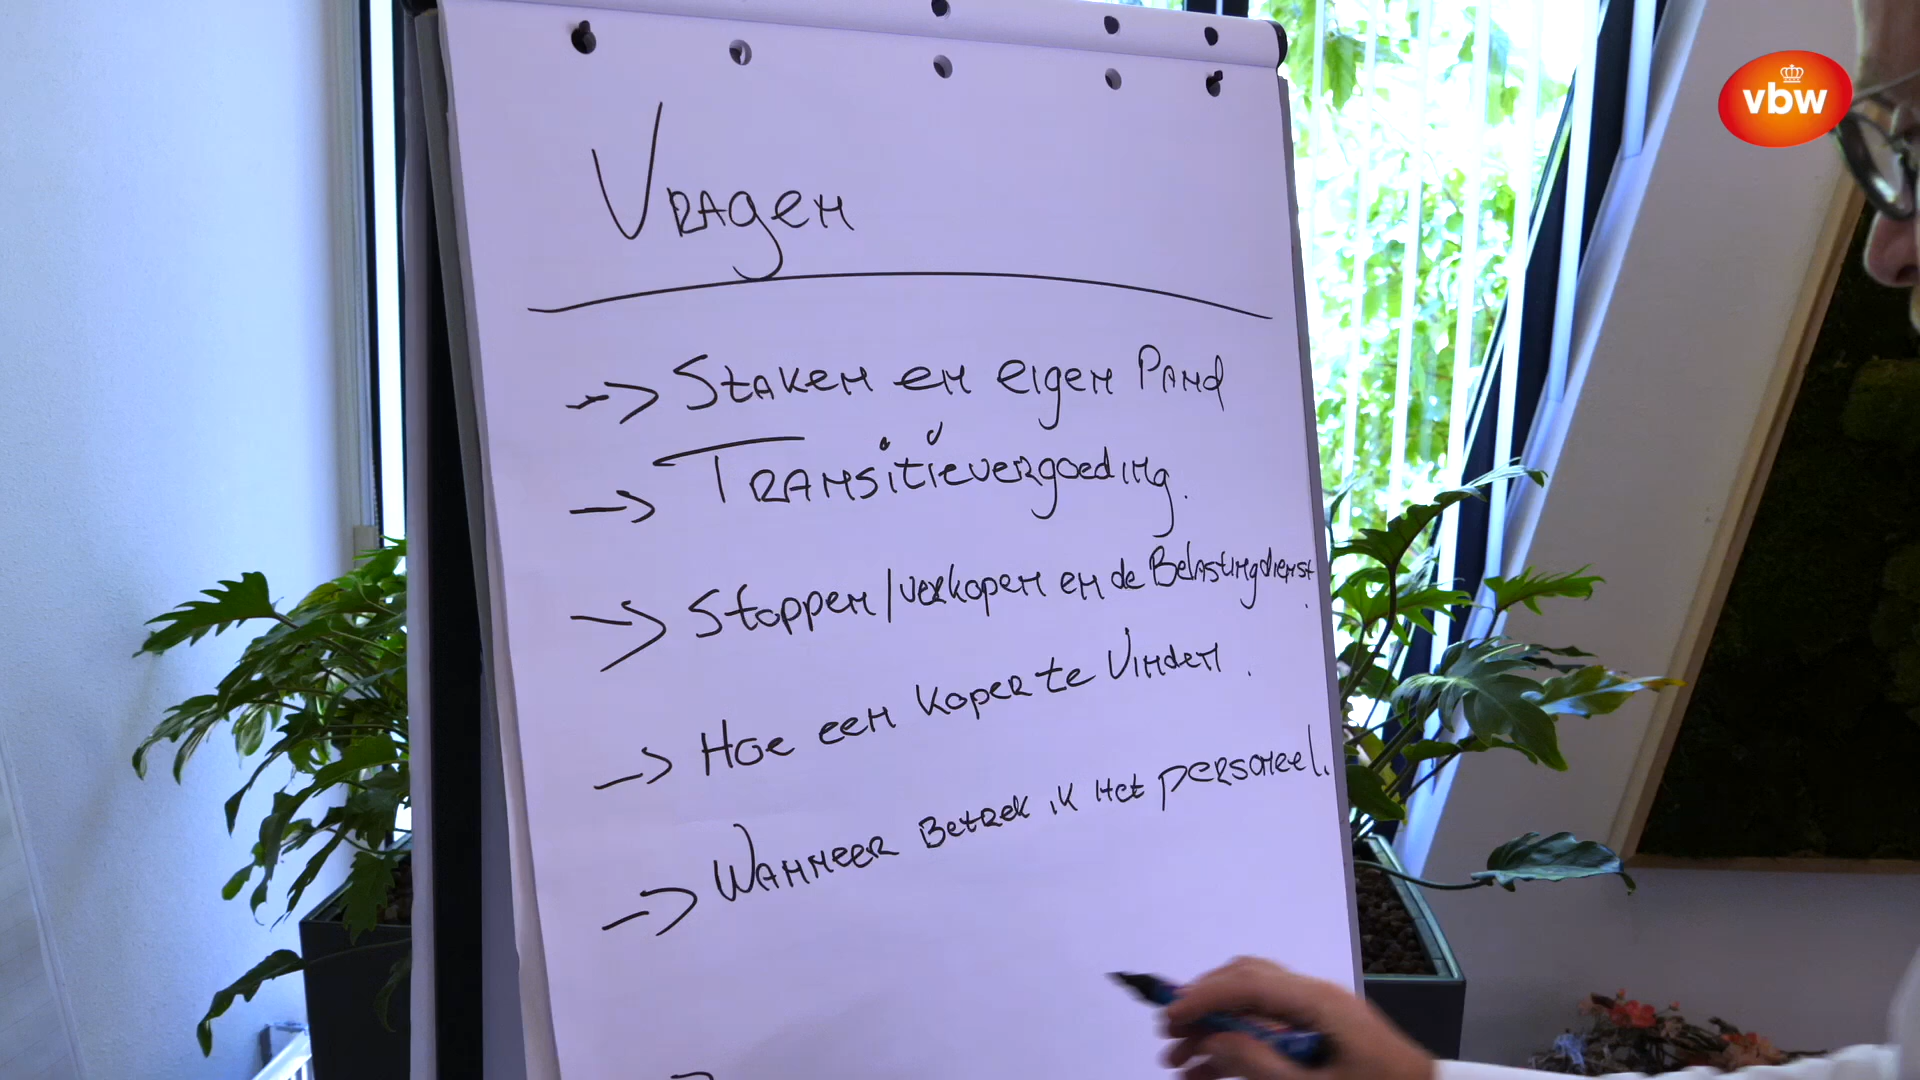 vbw
Vragen
→ Staken en eigen Pand
→ Transitievergoeding.
→ Stoppen/verkopen en de Belastingdienst.
→ Hoe een koper te Vinden.
→ Wanneer Betrek ik Het personeel.